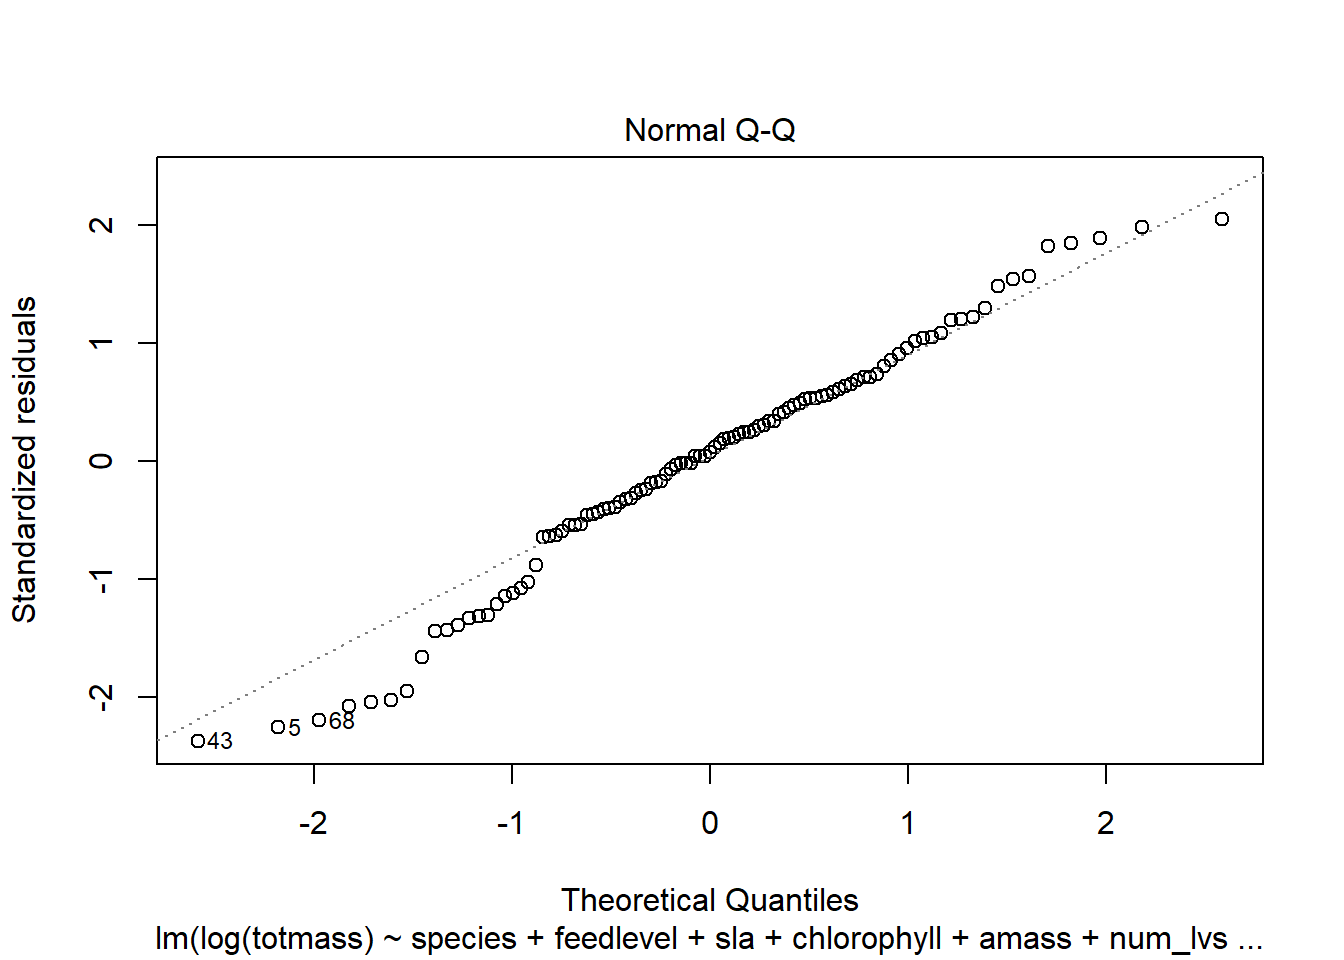 Normal Q-Q
Standardized residuals
2
1
0
-1
-2
43
5
68
-2 -1 0 1 2
Theoretical Quantiles
lm(log(totmass) ~ species + feedlevel + sla + chlorophyll + amass + num_lvs ...